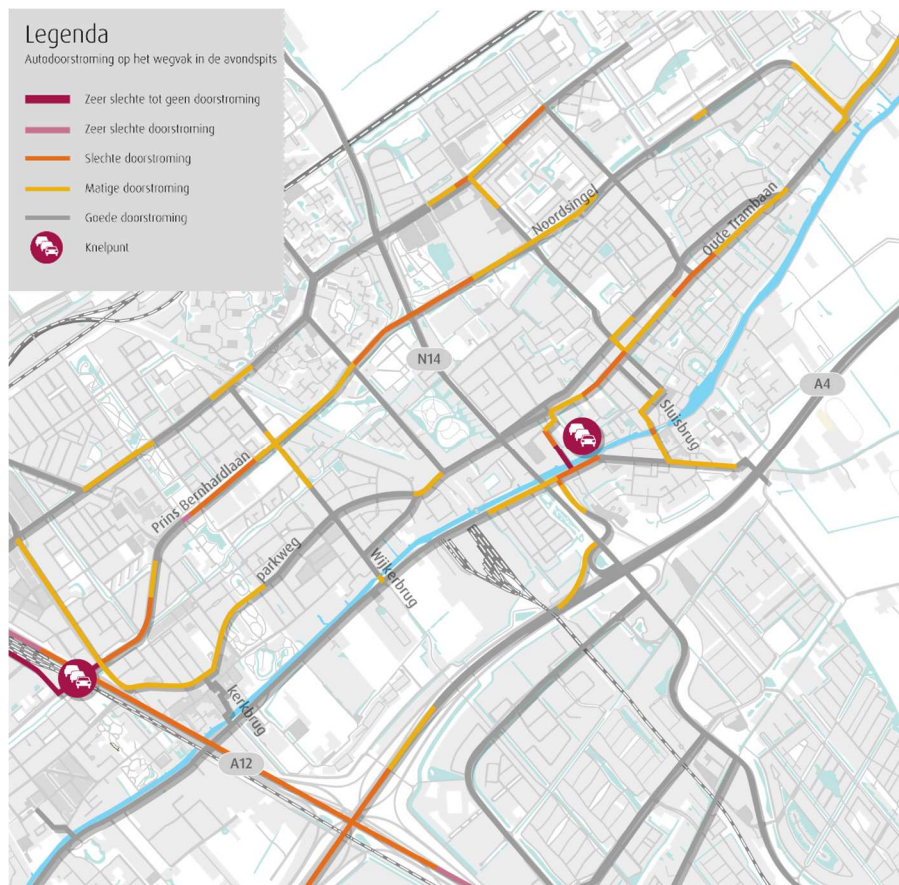 Legenda
Autodoorstroming op het wegvak in de avondspits
Zeer slechte tot geen doorstroming
Zeer slechte doorstroming
Slechte doorstroming
Matige doorstroming
Goede doorstroming
Knelpunt
Noordsingel
Oude Trambaan
N14
A4
Sluisbrug
Prins Bernhardlaan
parkweg
Wijkerbrug
kerkbrug
A12